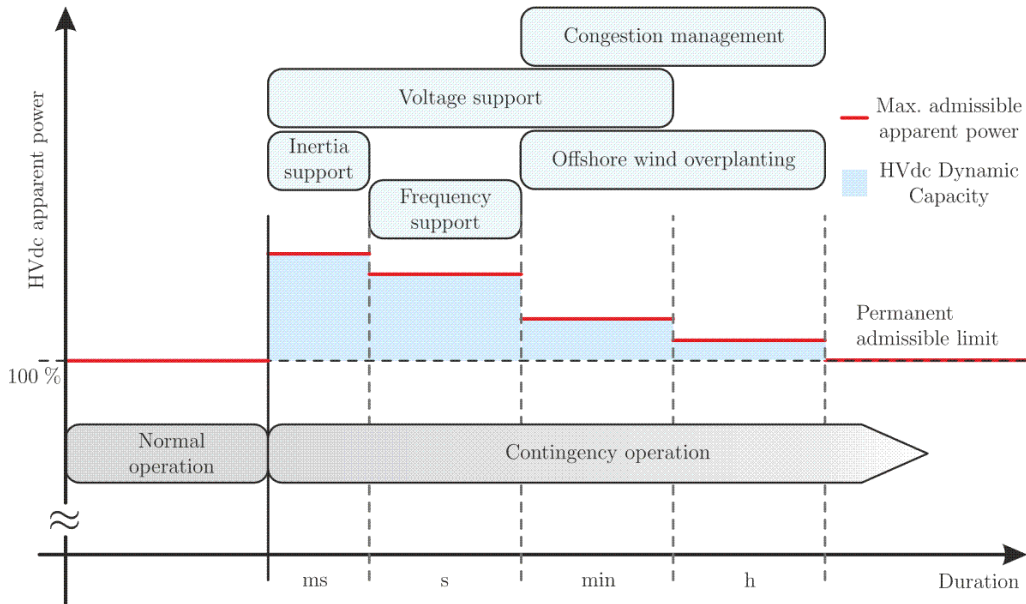 HVdc apparent power
Congestion management
Voltage support
Inertia
support
Offshore wind overplanting
Frequency
support
Max. admissible
apparent power
HVdc Dynamic
Capacity
Permanent
admissible limit
100 %
Normal
operation
Contingency operation
≈
ms
s
min
h
Duration